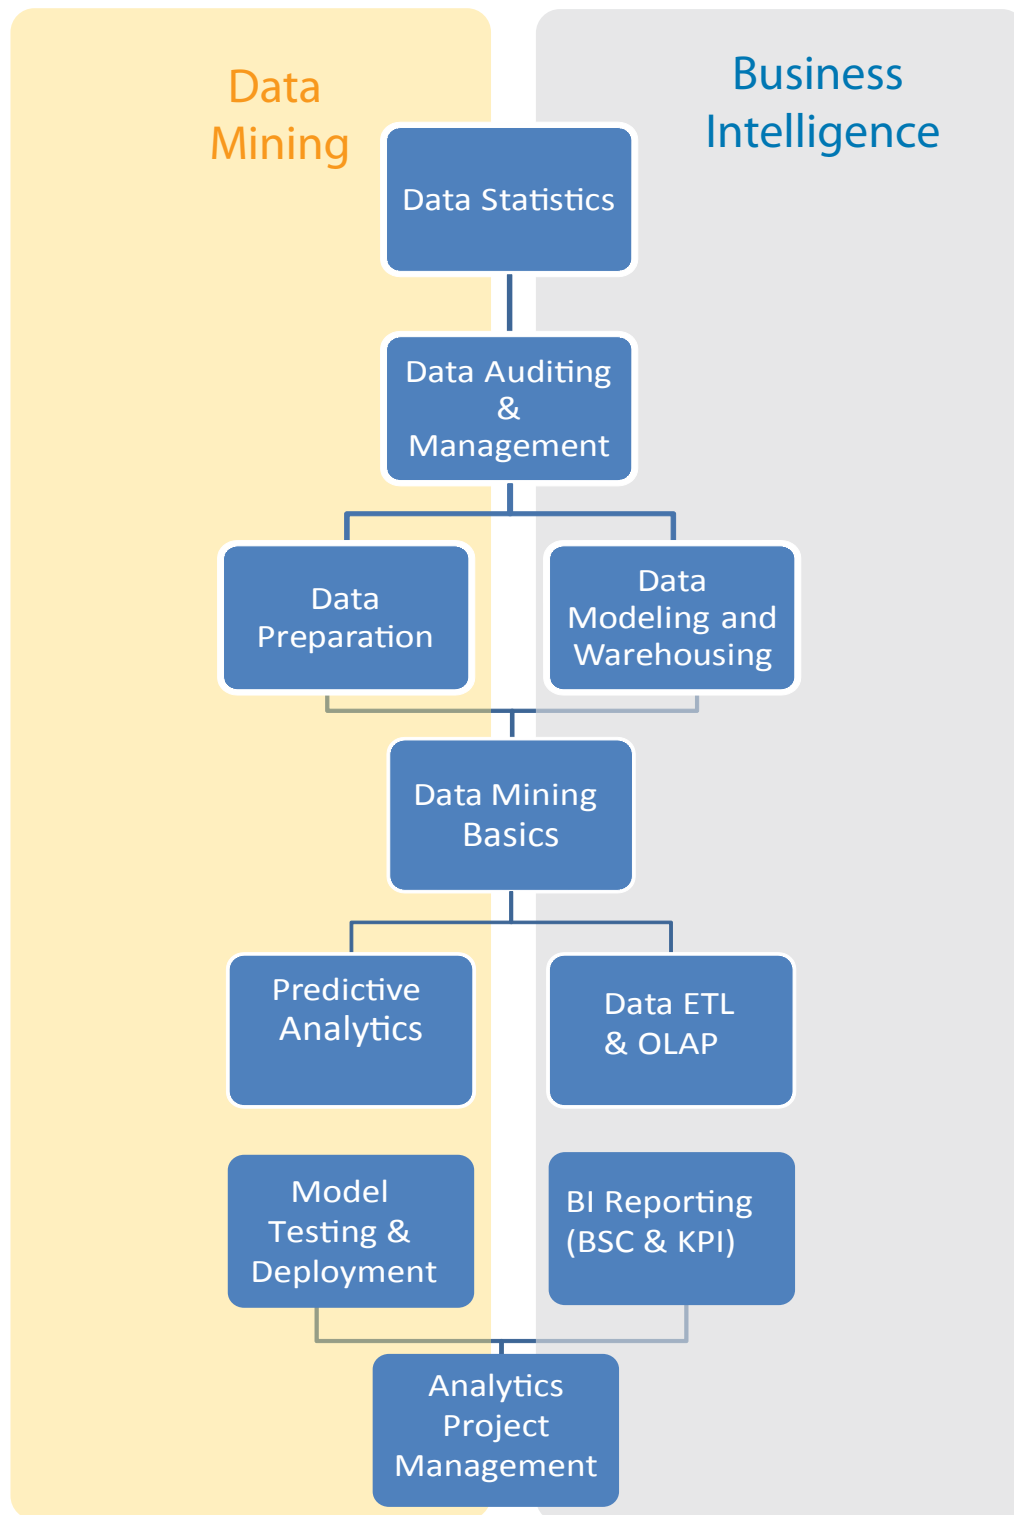 Data
Mining
Business
Intelligence
Data Statistics
Data Auditing
&
Management
Data
Preparation
Data
Modeling and
Warehousing
Data Mining
Basics
Predictive
Analytics
Data ETL
& OLAP
Model
Testing &
Deployment
BI Reporting
(BSC & KPI)
Analytics
Project
Management